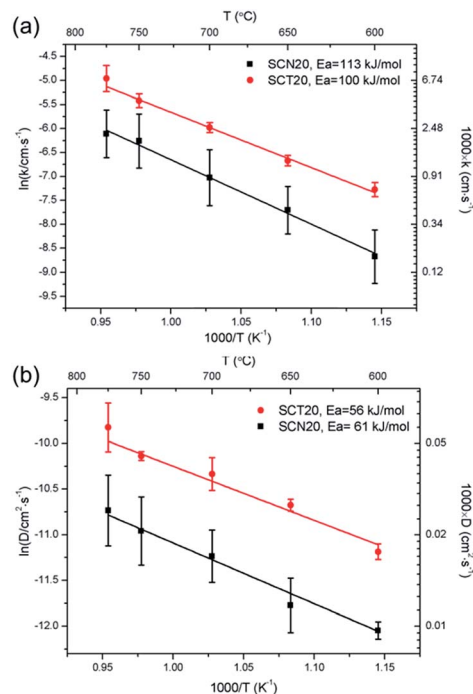 (a)
T (°C)
800 750 700 650 600
SCN20, Ea=113 kJ/mol
SCT20, Ea=100 kJ/mol
-4.5
-5.0
-5.5
-6.0
-6.5
-7.0
-7.5
-8.0
-8.5
-9.0
-9.5
ln(k/cm·s⁻¹)
6.74
2.48
0.91
0.34
0.12
1000×k (cm·s⁻¹)
0.95 1.00 1.05 1.10 1.15
1000/T (K⁻¹)
(b)
T (°C)
800 750 700 650 600
SCT20, Ea=56 kJ/mol
SCN20, Ea= 61 kJ/mol
-9.5
-10.0
-10.5
-11.0
-11.5
-12.0
ln(D/cm²·s⁻¹)
0.05
0.02
0.01
1000×D (cm²·s⁻¹)
0.95 1.00 1.05 1.10 1.15
1000/T (K⁻¹)